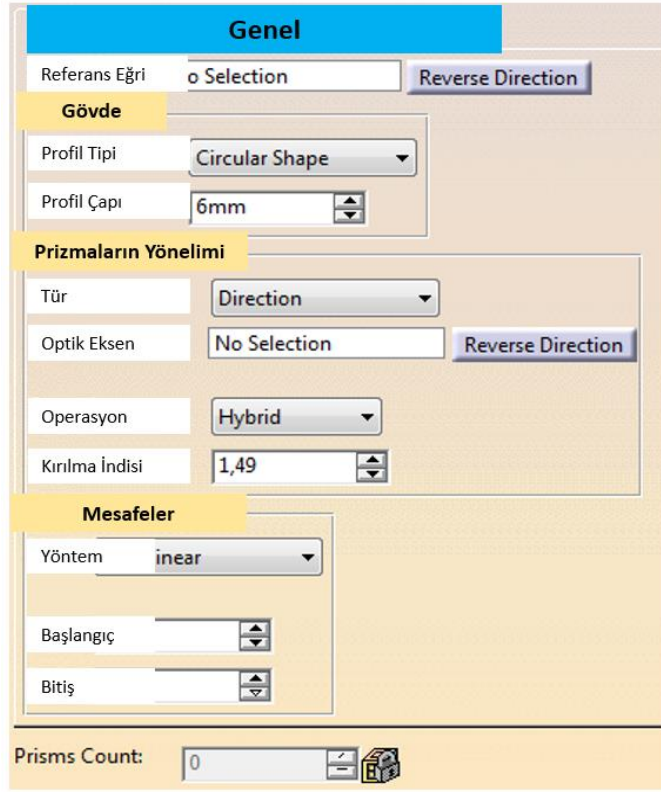 Genel
Referans Eğri o Selection Reverse Direction
Gövde
Profil Tipi Circular Shape
Profil Çapı 6mm
Prizmaların Yönelimi
Tür Direction
Optik Eksen No Selection Reverse Direction
Operasyon Hybrid
Kırılma İndisi 1,49
Mesafeler
Yöntem inear
Başlangıç
Bitiş
Prisms Count: 0